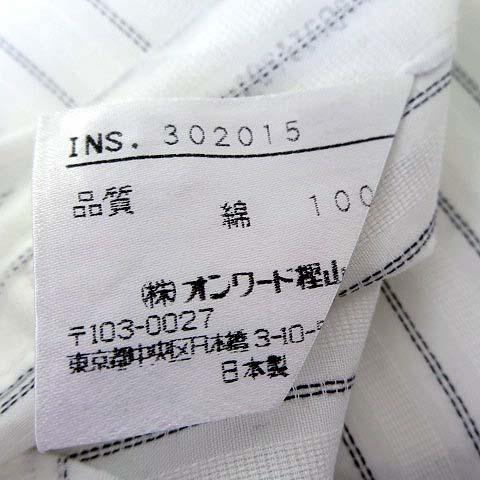 INS. 302015
品質 綿 100
(株)オンワード樫山
〒103-0027
東京都中央区日本橋3-10-5
日本製